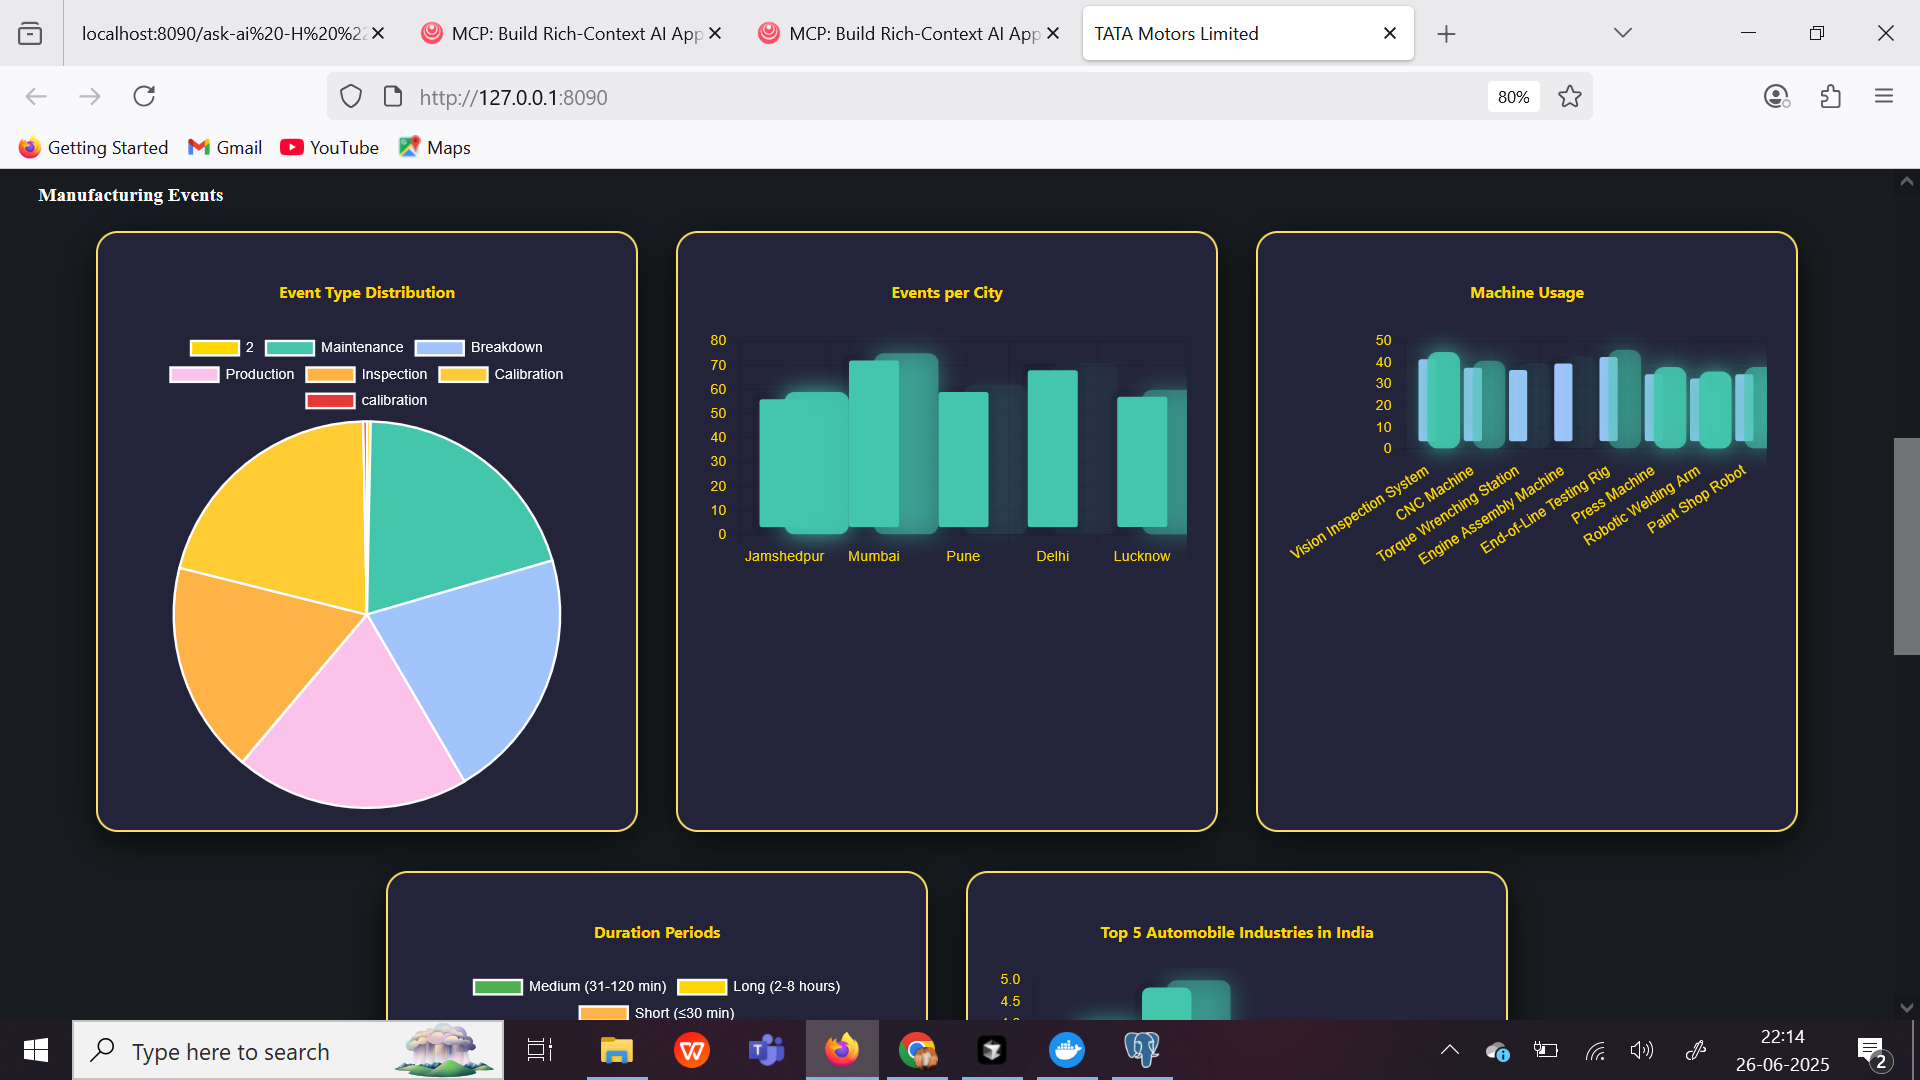 localhost:8090/ask-ai%20-H%20%22
MCP: Build Rich-Context AI App
MCP: Build Rich-Context AI App
TATA Motors Limited
http://127.0.0.1:8090
80%
Getting Started
Gmail
YouTube
Maps
Manufacturing Events
Event Type Distribution
2 Maintenance Breakdown
Production Inspection Calibration
calibration
Events per City
80
70
60
50
40
30
20
10
0
Jamshedpur Mumbai Pune Delhi Lucknow
Machine Usage
50
40
30
20
10
0
Vision Inspection System
CNC Machine
Torque Wrenching Station
Engine Assembly Machine
End-of-Line Testing Rig
Press Machine
Robotic Welding Arm
Paint Shop Robot
Duration Periods
Medium (31-120 min) Long (2-8 hours)
Short (≤30 min)
Top 5 Automobile Industries in India
5.0
4.5
Type here to search
22:14
26-06-2025
2